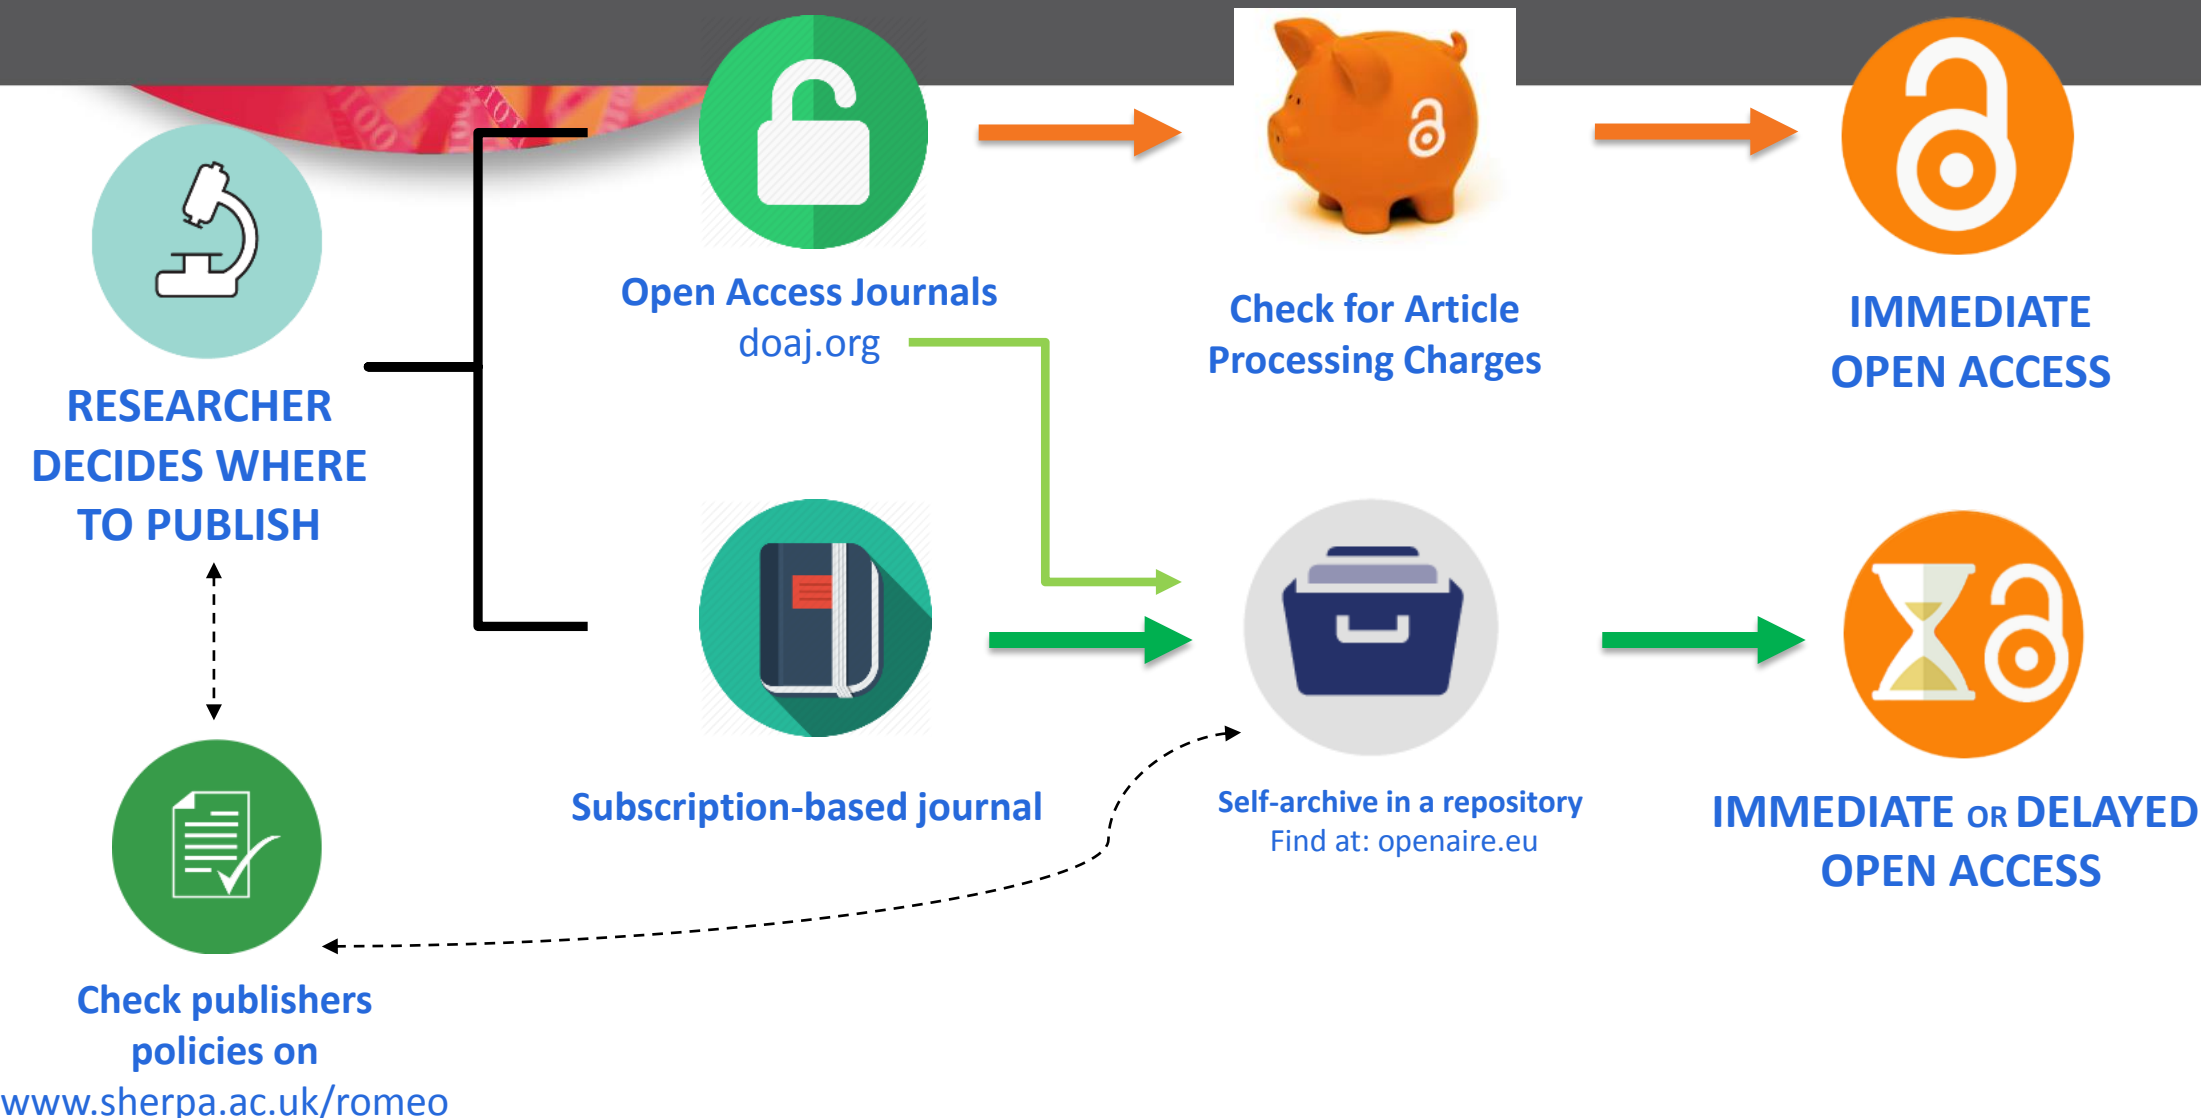 RESEARCHER
DECIDES WHERE
TO PUBLISH
Open Access Journals
doaj.org
Check for Article
Processing Charges
IMMEDIATE
OPEN ACCESS
Subscription-based journal
Self-archive in a repository
Find at: openaire.eu
IMMEDIATE OR DELAYED
OPEN ACCESS
Check publishers
policies on
www.sherpa.ac.uk/romeo